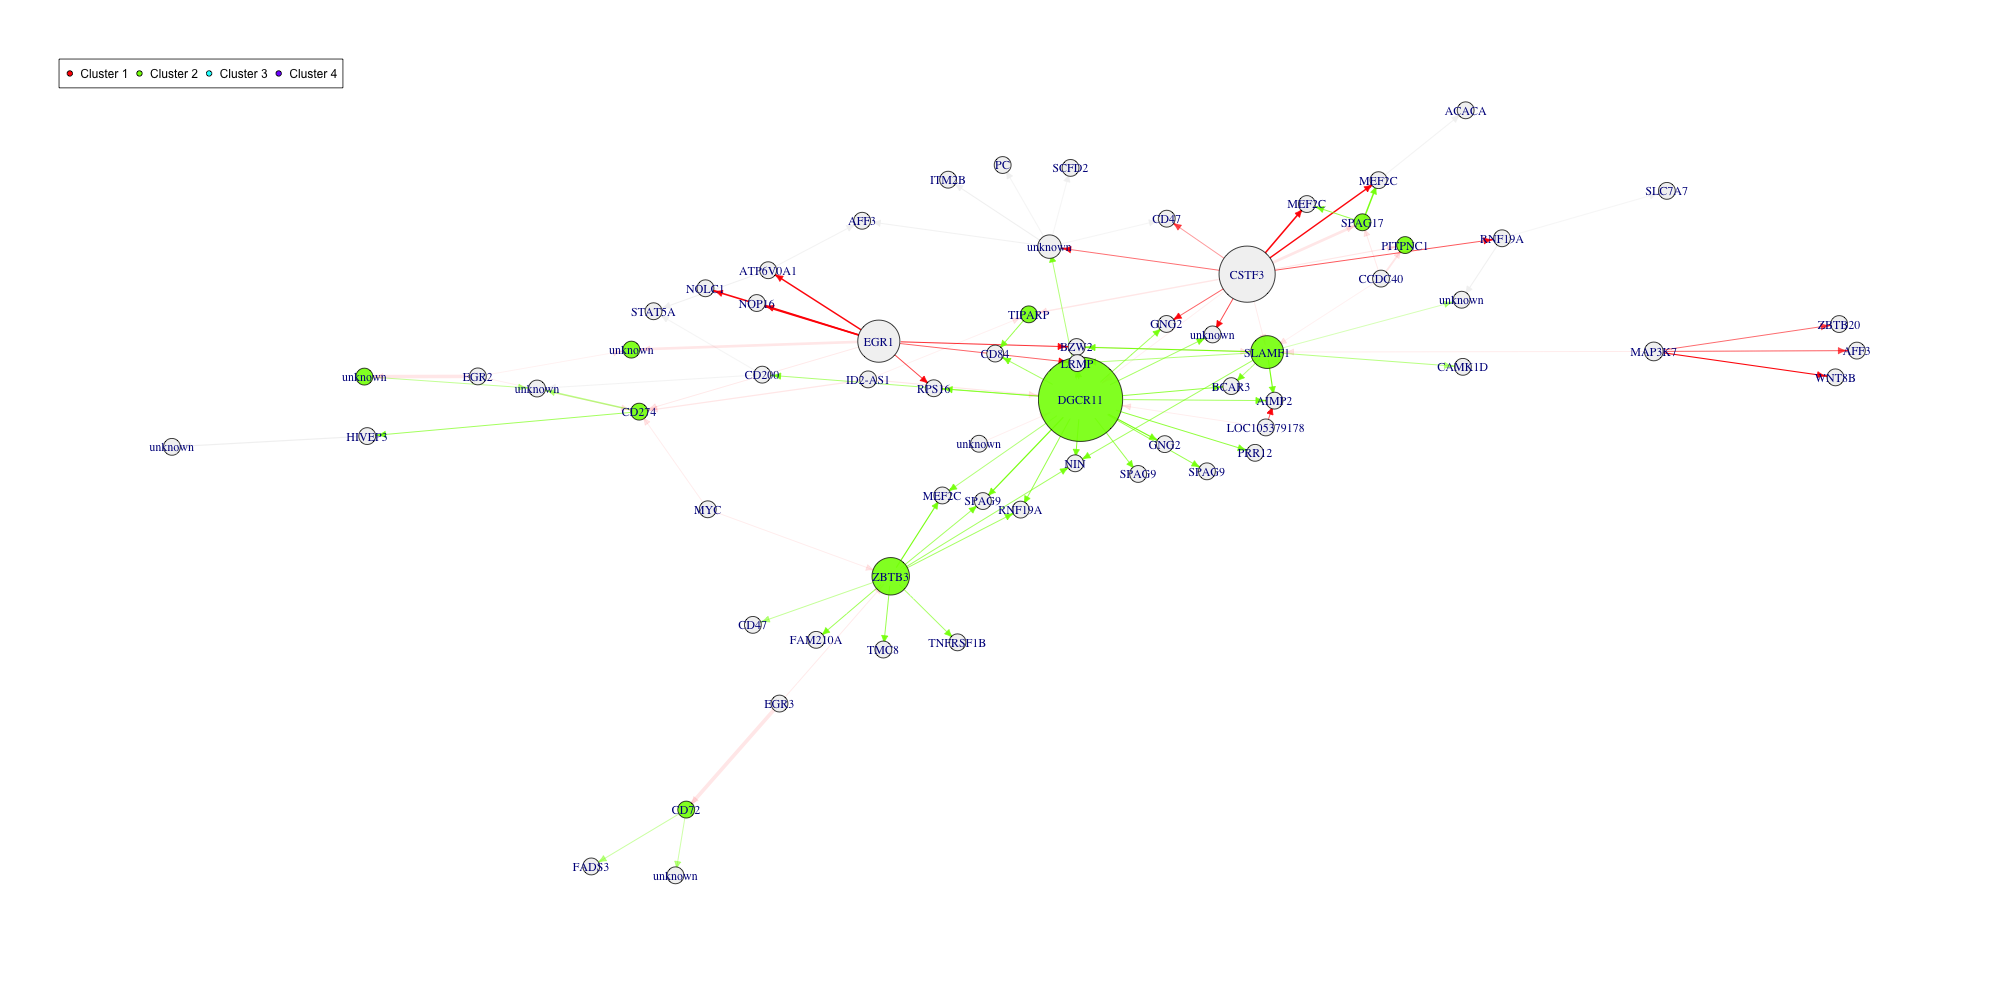 Cluster 1 Cluster 2 Cluster 3 Cluster 4
ACACA
PC
SCFD2
ITM2B
MEF2C
SLC7A7
MEF2C
AFF3
CD47
SPAG17
RNF19A
unknown
PITPNC1
ATP6V0A1
CSTF3
CCDC40
NOLC1
NOP16
unknown
STAT5A
TIPARP
GNG2
ZBTB20
unknown
EGR1
BZW2
unknown
CD84
SLAMF1
MAP3K7
AFF3
LRMP
CAMK1D
unknown
EGR2
CD200
ID2-AS1
WNT8B
unknown
RPS16
BCAR3
DGCR11
AIMP2
CD274
LOC105379178
HIVEP3
unknown
unknown
GNG2
PRR12
NIN
SPAG9
SPAG9
MEF2C
SPAG9
RNF19A
MYC
ZBTB3
CD47
FAM210A
TMC8
TNFRSF1B
EGR3
CD72
FADS3
unknown